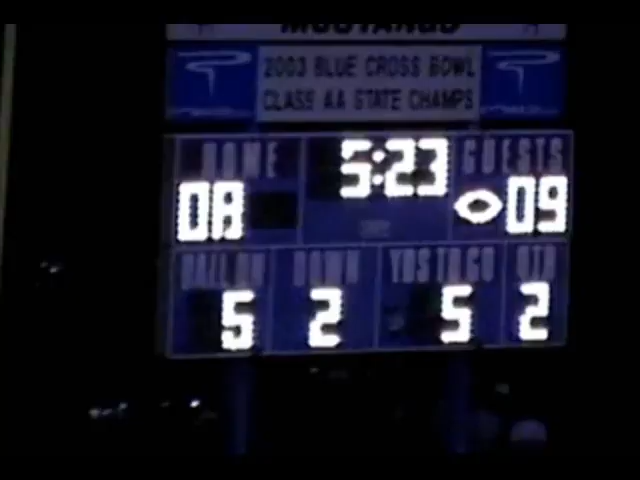 MUSTANGS
2003 BLUE CROSS BOWL
CLASS AA STATE CHAMPS
HOME 5:23 GUESTS
08 09
BALL ON DOWN YDS TO GO QTR
5 2 5 2